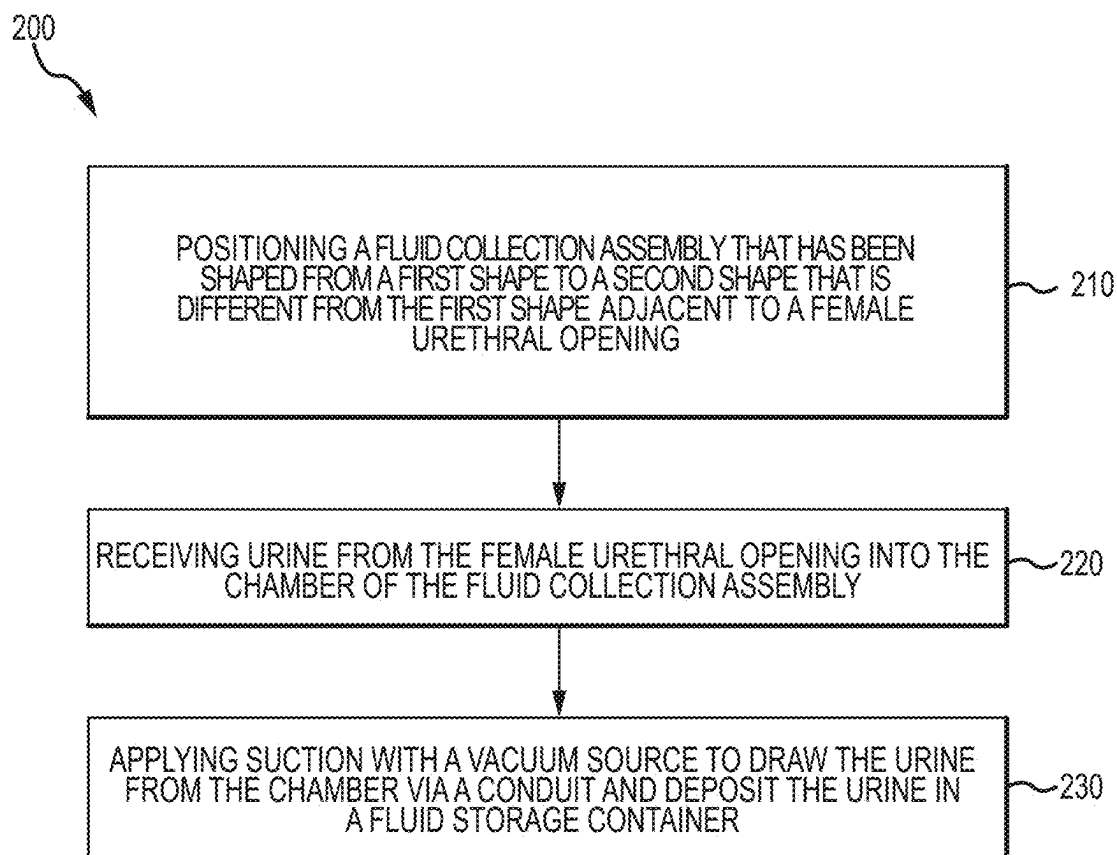 200
POSITIONING A FLUID COLLECTION ASSEMBLY THAT HAS BEEN
SHAPED FROM A FIRST SHAPE TO A SECOND SHAPE THAT IS
DIFFERENT FROM THE FIRST SHAPE ADJACENT TO A FEMALE
URETHRAL OPENING
210
RECEIVING URINE FROM THE FEMALE URETHRAL OPENING INTO THE
CHAMBER OF THE FLUID COLLECTION ASSEMBLY
220
APPLYING SUCTION WITH A VACUUM SOURCE TO DRAW THE URINE
FROM THE CHAMBER VIA A CONDUIT AND DEPOSIT THE URINE IN
A FLUID STORAGE CONTAINER
230